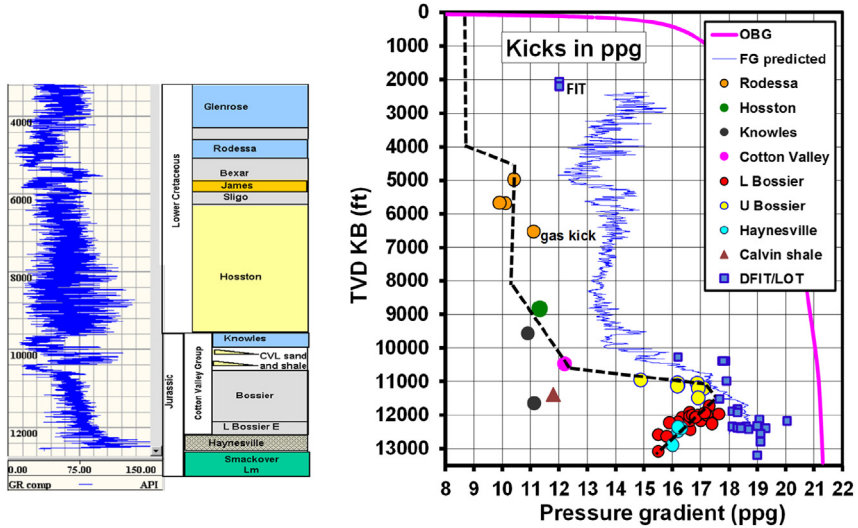 4000
6000
8000
10000
12000
0.00
75.00
150.00
GR comp
API
Lower Cretaceous
Jurassic
Cotton Valley Group
Glenrose
Rodessa
Bexar
James
Sligo
Hosston
Knowles
CVL sand
and shale
Bossier
L Bossier E
Haynesville
Smackover
Lm
TVD KB (ft)
0
1000
2000
3000
4000
5000
6000
7000
8000
9000
10000
11000
12000
13000
Kicks in ppg
FIT
gas kick
OBG
FG predicted
Rodessa
Hosston
Knowles
Cotton Valley
L Bossier
U Bossier
Haynesville
Calvin shale
DFIT/LOT
8 9 10 11 12 13 14 15 16 17 18 19 20 21 22
Pressure gradient (ppg)